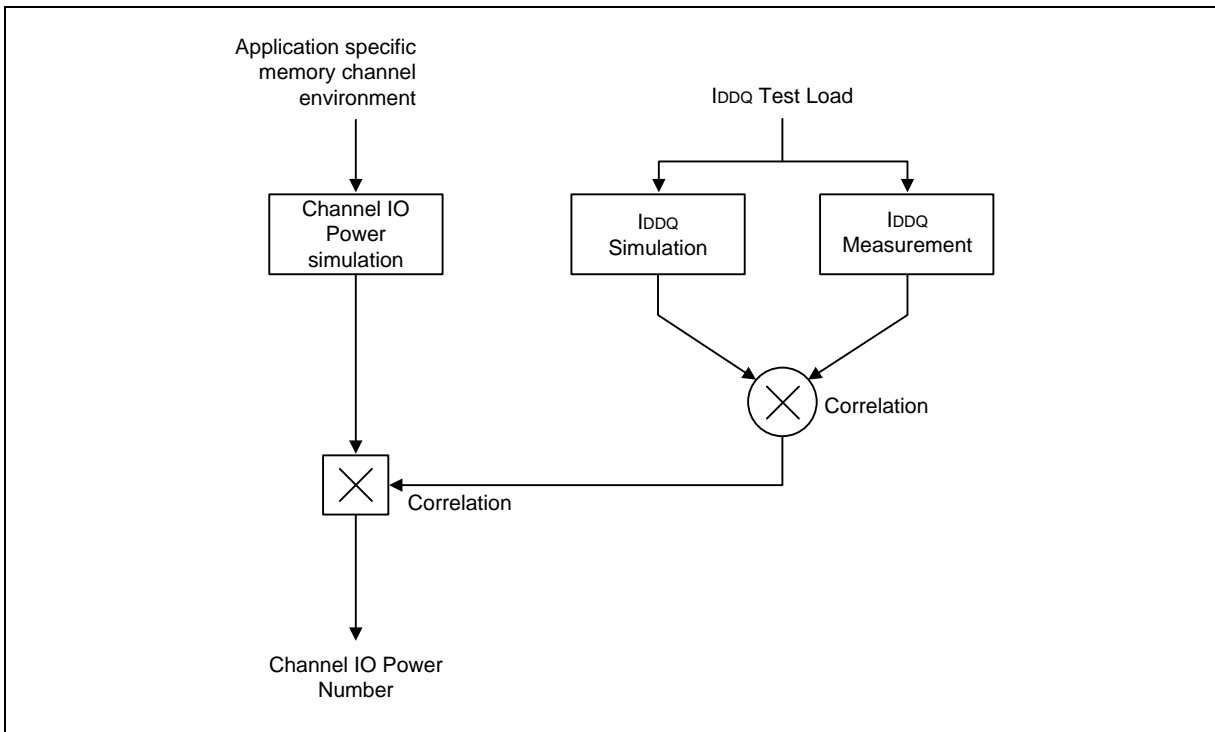 Application specific
memory channel
environment
IDDQ Test Load
Channel IO
Power
simulation
IDDQ
Simulation
IDDQ
Measurement
Correlation
Correlation
Channel IO Power
Number